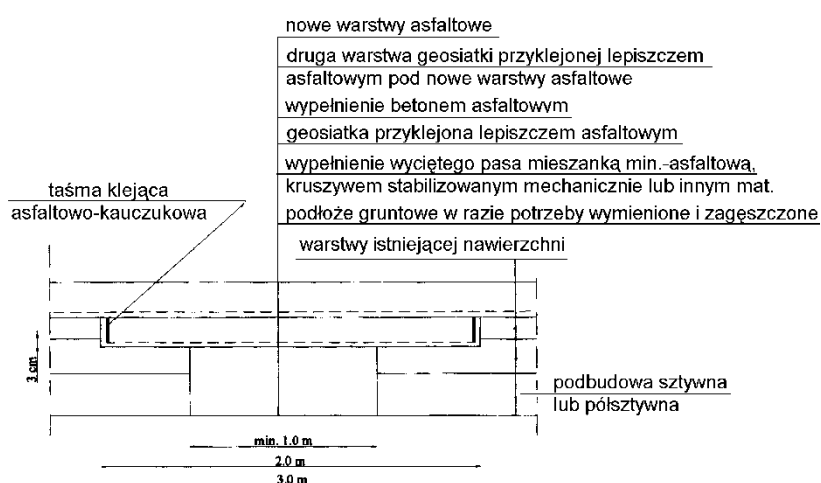 nowe warstwy asfaltowe
druga warstwa geosiatki przyklejonej lepiszczem
asfaltowym pod nowe warstwy asfaltowe
wypełnienie betonem asfaltowym
geosiatka przyklejona lepiszczem asfaltowym
wypełnienie wyciętego pasa mieszanką min.-asfaltową,
kruszywem stabilizowanym mechanicznie lub innym mat.
podłoże gruntowe w razie potrzeby wymienione i zagęszczone
warstwy istniejącej nawierzchni
taśma klejąca
asfaltowo-kauczukowa
3 cm
podbudowa sztywna
lub półsztywna
min. 1.0 m
2.0 m
3.0 m